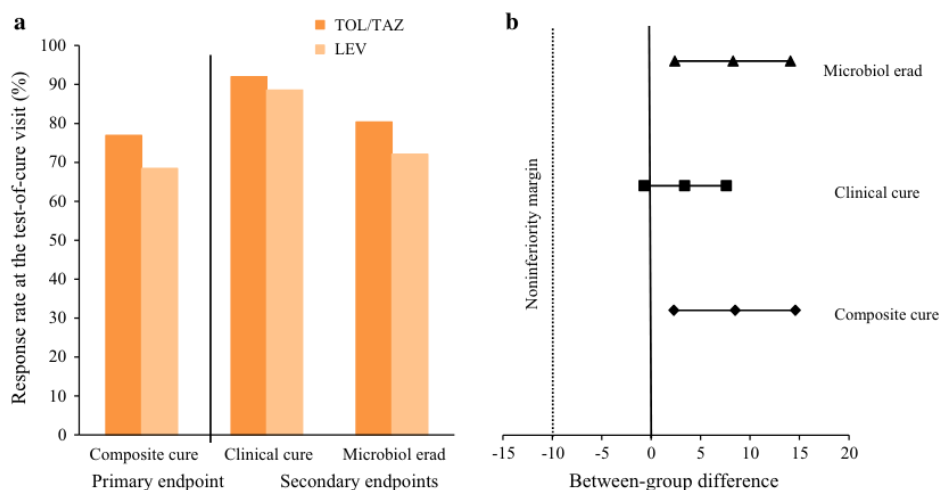 a
TOL/TAZ
LEV
Response rate at the test-of-cure visit (%)
100
90
80
70
60
50
40
30
20
10
0
Composite cure
Clinical cure
Microbiol erad
Primary endpoint
Secondary endpoints
b
Noninferiority margin
Microbiol erad
Clinical cure
Composite cure
-15
-10
-5
0
5
10
15
20
Between-group difference